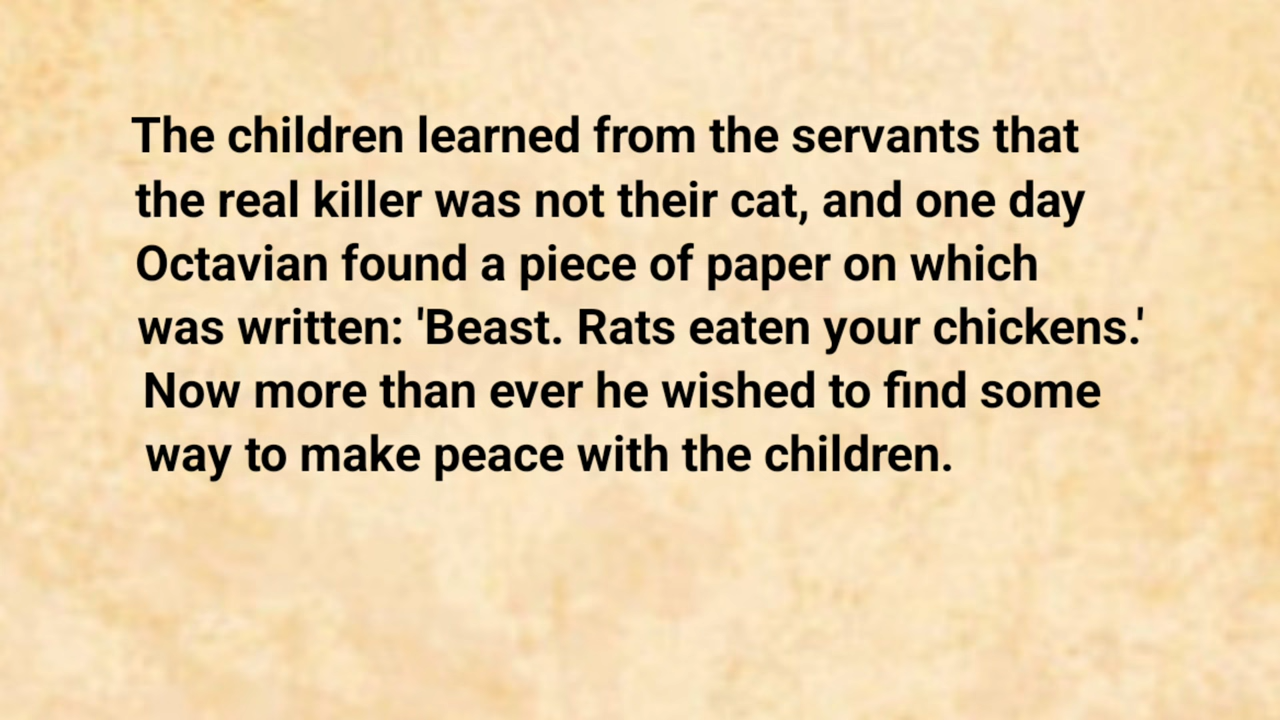 The children learned from the servants that
the real killer was not their cat, and one day
Octavian found a piece of paper on which
was written: 'Beast. Rats eaten your chickens.'
Now more than ever he wished to find some
way to make peace with the children.